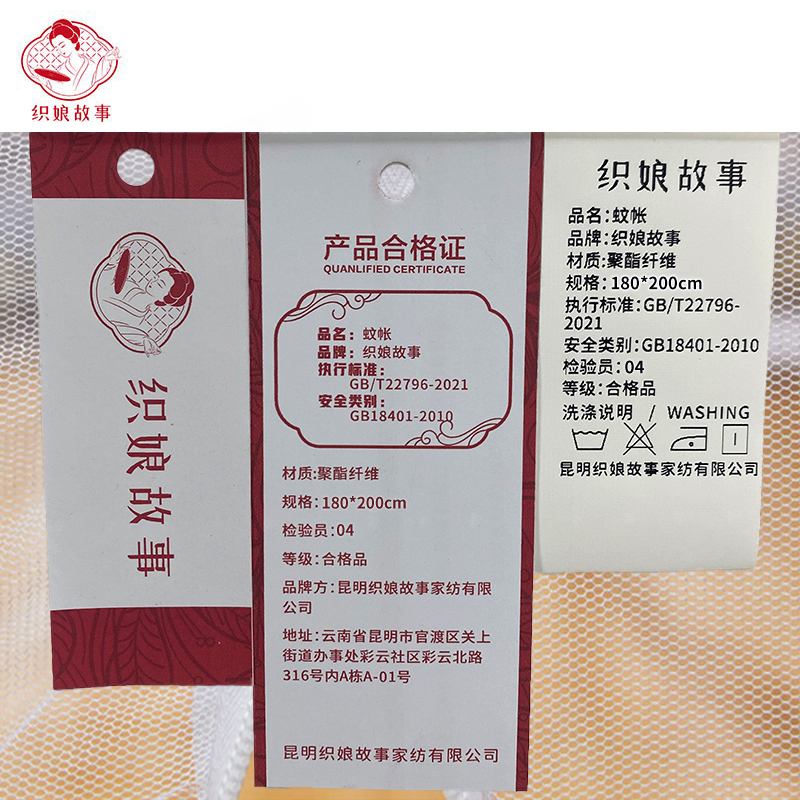 织娘故事
织娘故事
产品合格证
QUANLIFIED CERTIFICATE
品名：蚊帐
品牌：织娘故事
执行标准：
GB/T22796-2021
安全类别：
GB18401-2010
材质:聚酯纤维
规格：180*200cm
检验员：04
等级：合格品
品牌方：昆明织娘故事家纺有限
公司
地址：云南省昆明市官渡区关上
街道办事处彩云社区彩云北路
316号内A栋A-01号
昆明织娘故事家纺有限公司
织娘故事
品名：蚊帐
品牌：织娘故事
材质:聚酯纤维
规格：180*200cm
执行标准：GB/T22796-
2021
安全类别：GB18401-2010
检验员：04
等级：合格品
洗涤说明 / WASHING
昆明织娘故事家纺有限公司